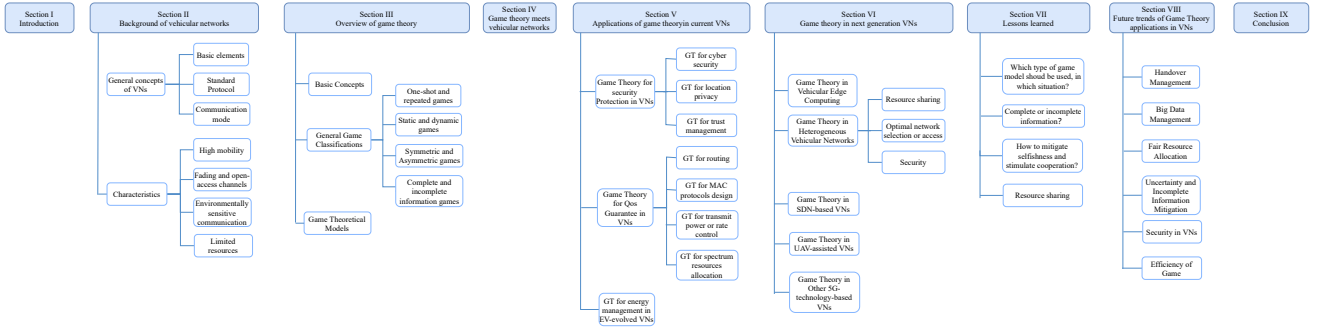 Section I
Introduction
Section II
Background of vehicular networks
General concepts
of VNs
Basic elements
Standard
Protocol
Communication
mode
Characteristics
High mobility
Fading and open-
access channels
Environmentally
sensitive
communication
Limited
resources
Section III
Overview of game theory
Basic Concepts
General Game
Classifications
One-shot and
repeated games
Static and dynamic
games
Symmetric and
Asymmetric games
Complete and
incomplete
information games
Game Theoretical
Models
Section IV
Game theory meets
vehicular networks
Section V
Applications of game theoryin current VNs
Game Theory for
security
Protection in VNs
GT for cyber
security
GT for location
privacy
GT for trust
management
Game Theory
for Qos
Guarantee in
VNs
GT for routing
GT for MAC
protocols design
GT for transmit
power or rate
control
GT for spectrum
resources
allocation
GT for energy
management in
EV-evolved VNs
Section VI
Game theory in next generation VNs
Game Theory in
Vehicular Edge
Computing
Game Theory in
Heterogeneous
Vehicular Networks
Resource sharing
Optimal network
selection or access
Security
Game Theory in
SDN-based VNs
Game Theory in
UAV-assisted VNs
Game Theory in
Other 5G-
technology-based
VNs
Section VII
Lessons learned
Which type of game
model shoud be used, in
which situation?
Complete or incomplete
information?
How to mitigate
selfishness and
stimulate cooperation?
Resource sharing
Section VIII
Future trends of Game Theory
applications in VNs
Handover
Management
Big Data
Management
Fair Resource
Allocation
Uncertainty and
Incomplete
Information
Mitigation
Security in VNs
Efficiency of
Game
Section IX
Conclusion